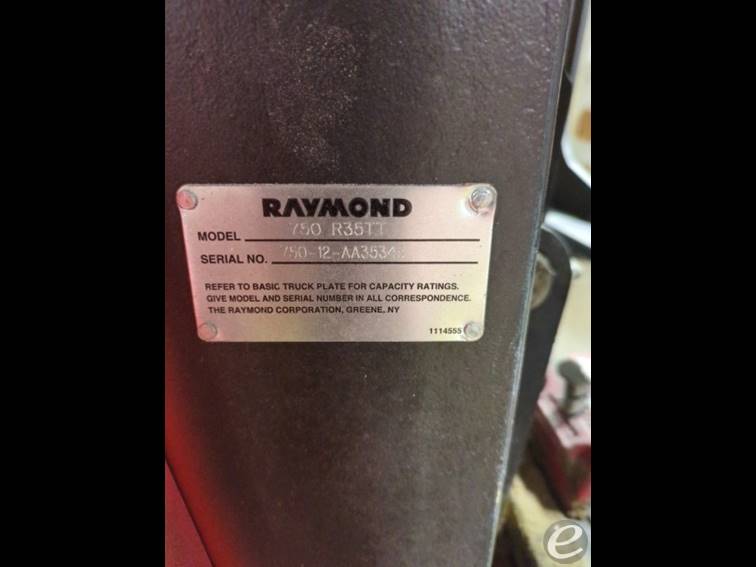 RAYMOND
MODEL 750 R35TT
SERIAL NO.
REFER TO BASIC TRUCK PLATE FOR CAPACITY RATINGS.
GIVE MODEL AND SERIAL NUMBER IN ALL CORRESPONDENCE.
THE RAYMOND CORPORATION, GREENE, NY
1114555
e